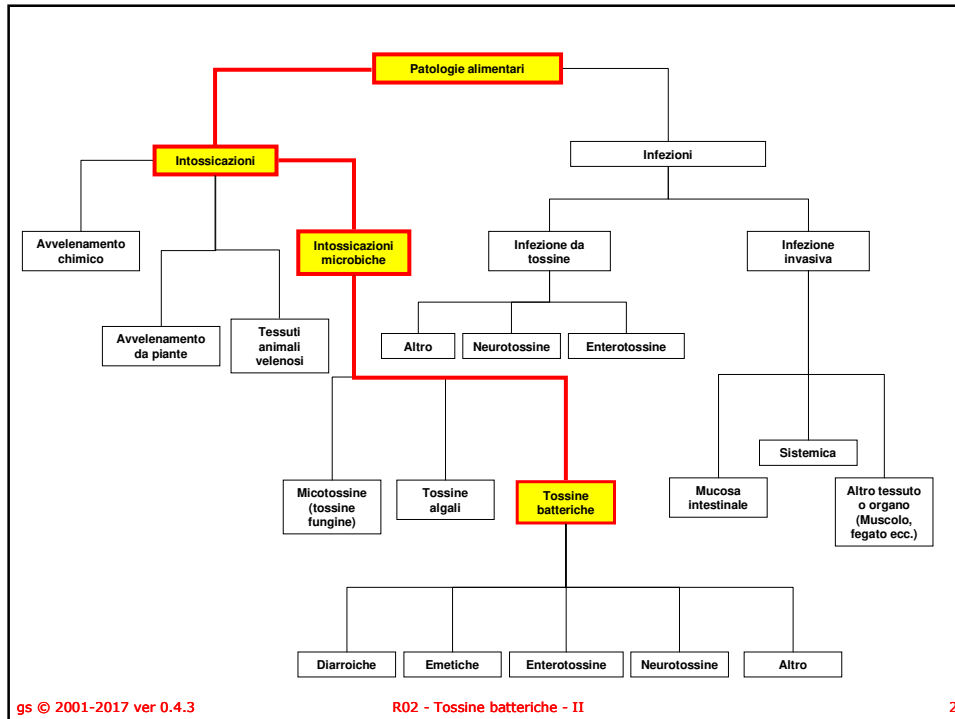 Patologie alimentari
Intossicazioni
Infezioni
Avvelenamento
chimico
Intossicazioni
microbiche
Infezione da
tossine
Infezione
invasiva
Avvelenamento
da piante
Tessuti
animali
velenosi
Altro
Neurotossine
Enterotossine
Sistemica
Micotossine
(tossine
fungine)
Tossine
algali
Tossine
batteriche
Mucosa
intestinale
Altro tessuto
o organo
(Muscolo,
fegato ecc.)
Diarroiche
Emetiche
Enterotossine
Neurotossine
Altro
gs © 2001-2017 ver 0.4.3
R02 - Tossine batteriche - II
2